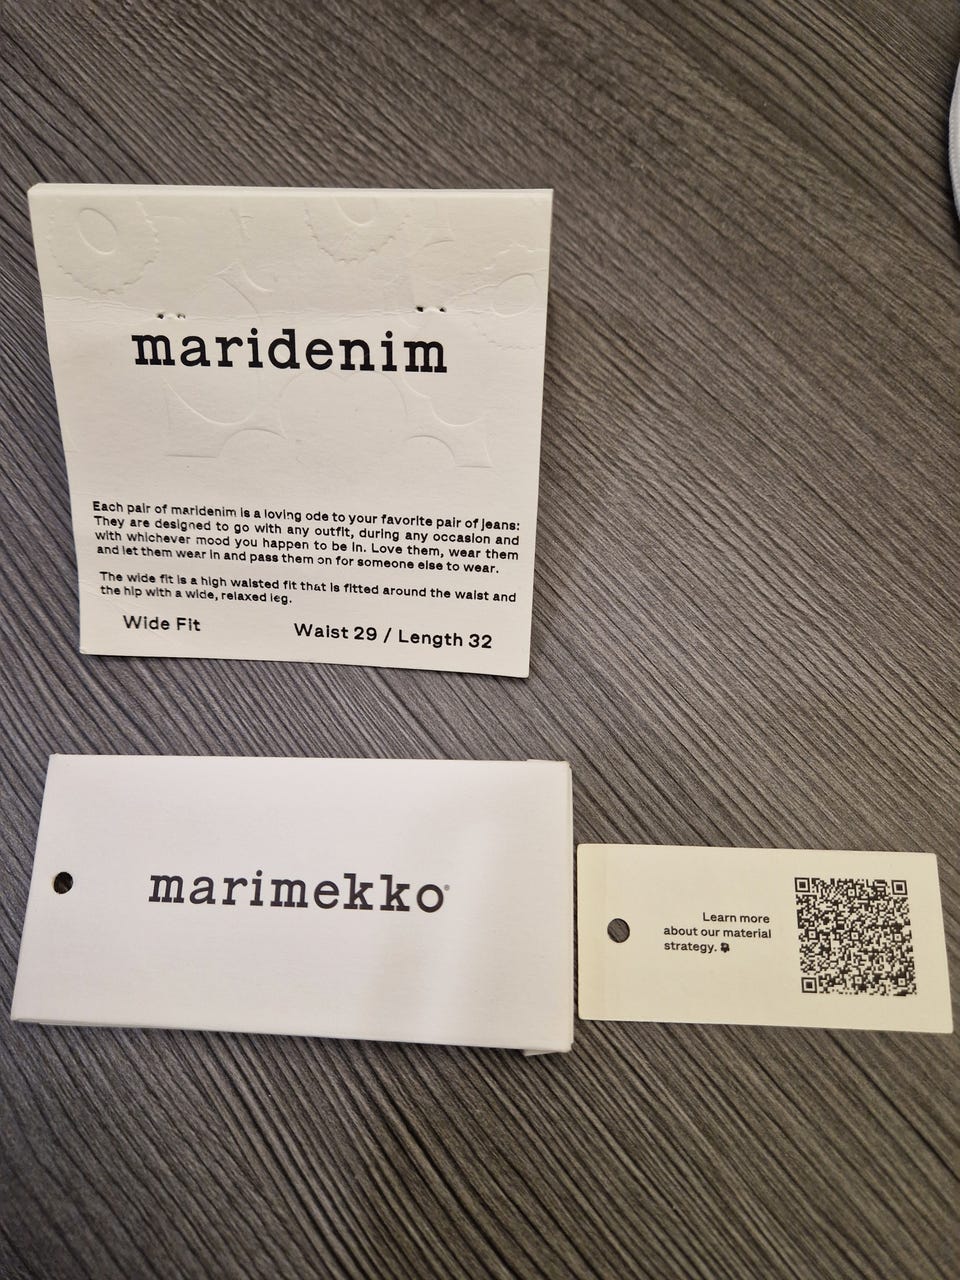 maridenim
Each pair of maridenim is a loving ode to your favorite pair of jeans:
They are designed to go with any outfit, during any occasion and
with whichever mood you happen to be in. Love them, wear them
and let them wear in and pass them on for someone else to wear.
The wide fit is a high waisted fit that is fitted around the waist and
the hip with a wide, relaxed leg.
Wide Fit
Waist 29 / Length 32
marimekko®
Learn more
about our material
strategy.